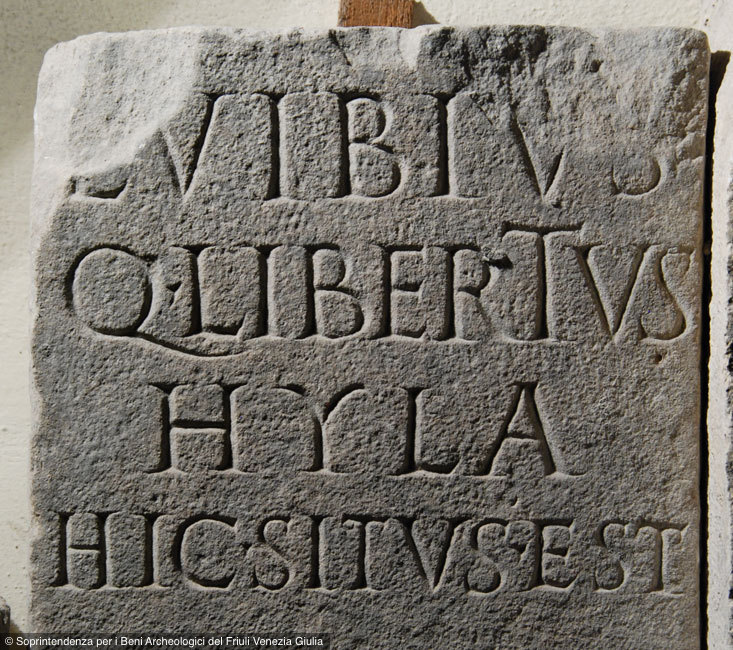 L VIBIVS
Q·LIBERTVS
HYLA
HIC·SITVS·EST
© Soprintendenza per i Beni Archeologici del Friuli Venezia Giulia